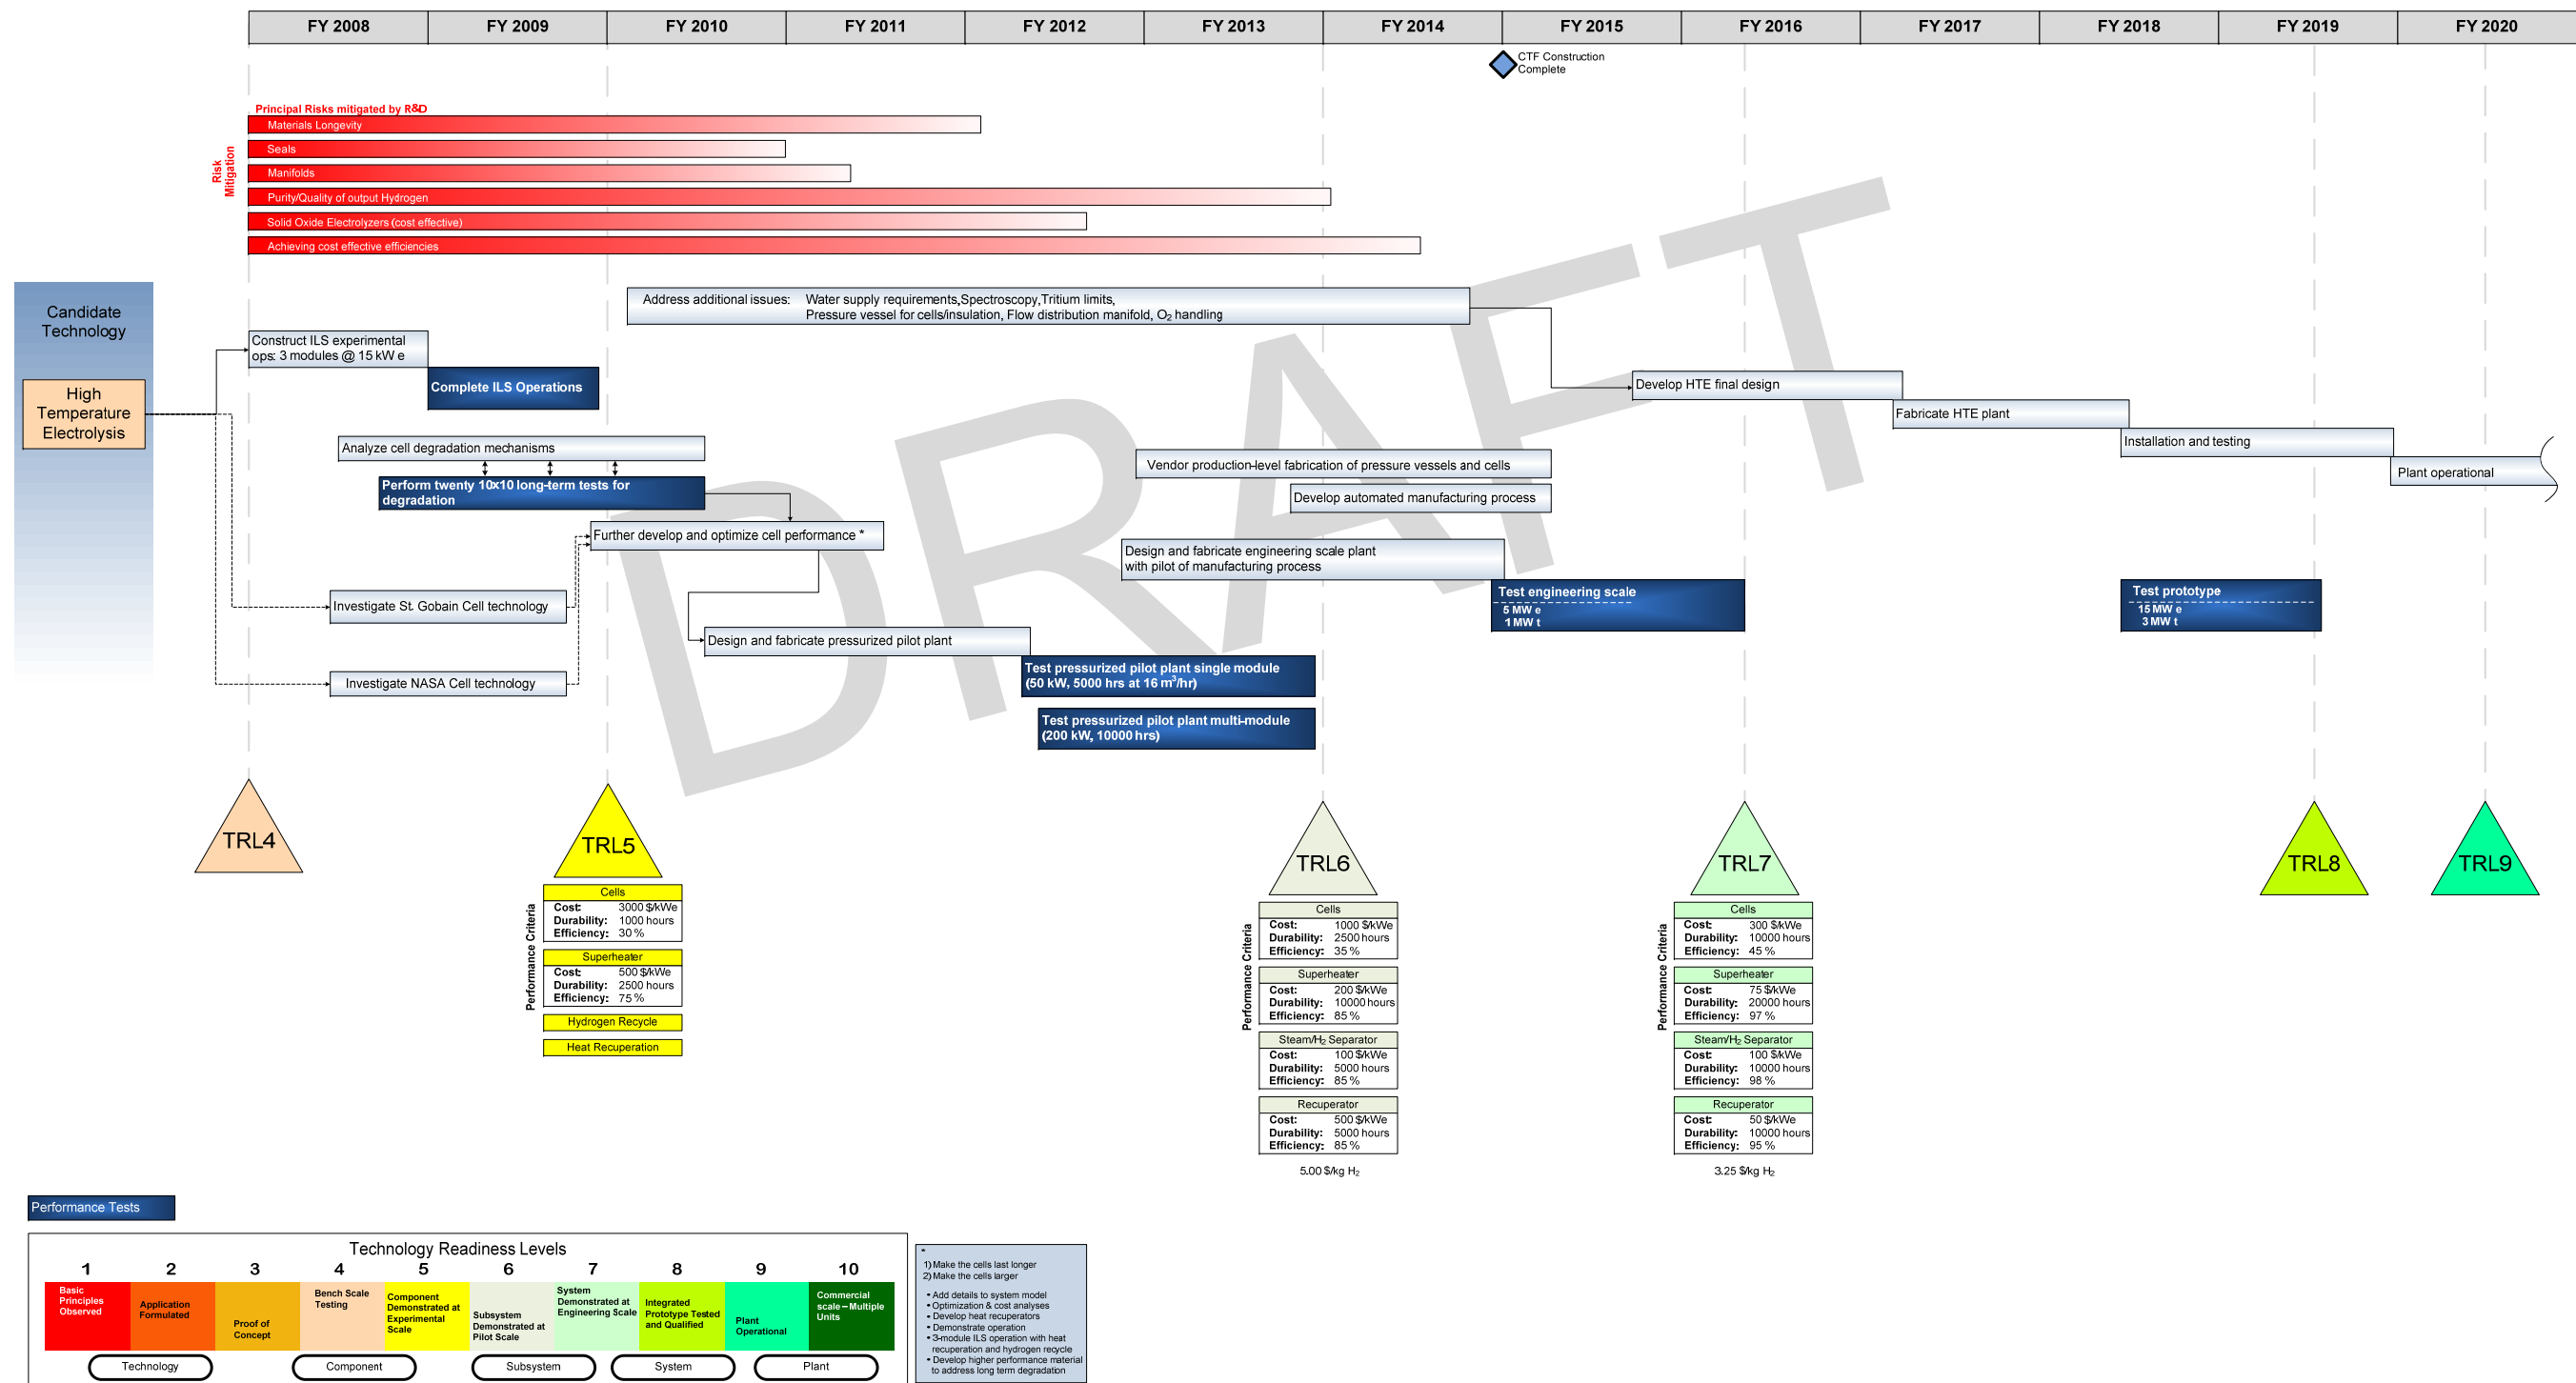 FY 2008 FY 2009 FY 2010 FY 2011 FY 2012 FY 2013 FY 2014 FY 2015 FY 2016 FY 2017 FY 2018 FY 2019 FY 2020
CTF Construction
Complete
Principal Risks mitigated by R&D
Risk
Mitigation
Materials Longevity
Seals
Manifolds
Purity/Quality of output Hydrogen
Solid Oxide Electrolyzers (cost effective)
Achieving cost effective efficiencies
DRAFT
Candidate
Technology
High
Temperature
Electrolysis
Address additional issues: Water supply requirements,Spectroscopy,Tritium limits,
Pressure vessel for cells/insulation, Flow distribution manifold, O₂ handling
Construct ILS experimental
ops: 3 modules @ 15 kW e
Complete ILS Operations
Develop HTE final design
Fabricate HTE plant
Installation and testing
Plant operational
Analyze cell degradation mechanisms
Perform twenty 10x10 long-term tests for
degradation
Vendor production-level fabrication of pressure vessels and cells
Develop automated manufacturing process
Further develop and optimize cell performance *
Design and fabricate engineering scale plant
with pilot of manufacturing process
Investigate St. Gobain Cell technology
Test engineering scale
5 MW e
1 MW t
Test prototype
15 MW e
3 MW t
Design and fabricate pressurized pilot plant
Investigate NASA Cell technology
Test pressurized pilot plant single module
(50 kW, 5000 hrs at 16 m³/hr)
Test pressurized pilot plant multi-module
(200 kW, 10000 hrs)
TRL4
TRL5
TRL6
TRL7
TRL8
TRL9
Performance Criteria
Cells
Cost: 3000 $/kWe
Durability: 1000 hours
Efficiency: 30 %
Superheater
Cost: 500 $/kWe
Durability: 2500 hours
Efficiency: 75 %
Hydrogen Recycle
Heat Recuperation
Performance Criteria
Cells
Cost: 1000 $/kWe
Durability: 2500 hours
Efficiency: 35 %
Superheater
Cost: 200 $/kWe
Durability: 10000 hours
Efficiency: 85 %
Steam/H₂ Separator
Cost: 100 $/kWe
Durability: 5000 hours
Efficiency: 85 %
Recuperator
Cost: 500 $/kWe
Durability: 5000 hours
Efficiency: 85 %
5.00 $/kg H₂
Performance Criteria
Cells
Cost: 300 $/kWe
Durability: 10000 hours
Efficiency: 45 %
Superheater
Cost: 75 $/kWe
Durability: 20000 hours
Efficiency: 97 %
Steam/H₂ Separator
Cost: 100 $/kWe
Durability: 10000 hours
Efficiency: 98 %
Recuperator
Cost: 50 $/kWe
Durability: 10000 hours
Efficiency: 95 %
3.25 $/kg H₂
Performance Tests
Technology Readiness Levels
1 2 3 4 5 6 7 8 9 10
Basic
Principles
Observed
Application
Formulated
Proof of
Concept
Bench Scale
Testing
Component
Demonstrated at
Experimental
Scale
Subsystem
Demonstrated at
Pilot Scale
System
Demonstrated at
Engineering Scale
Integrated
Prototype Tested
and Qualified
Plant
Operational
Commercial
scale – Multiple
Units
Technology
Component
Subsystem
System
Plant
*
1) Make the cells last longer
2) Make the cells larger
• Add details to system model
• Optimization & cost analyses
• Develop heat recuperators
• Demonstrate operation
• 3-module ILS operation with heat
recuperation and hydrogen recycle
• Develop higher performance material
to address long term degradation